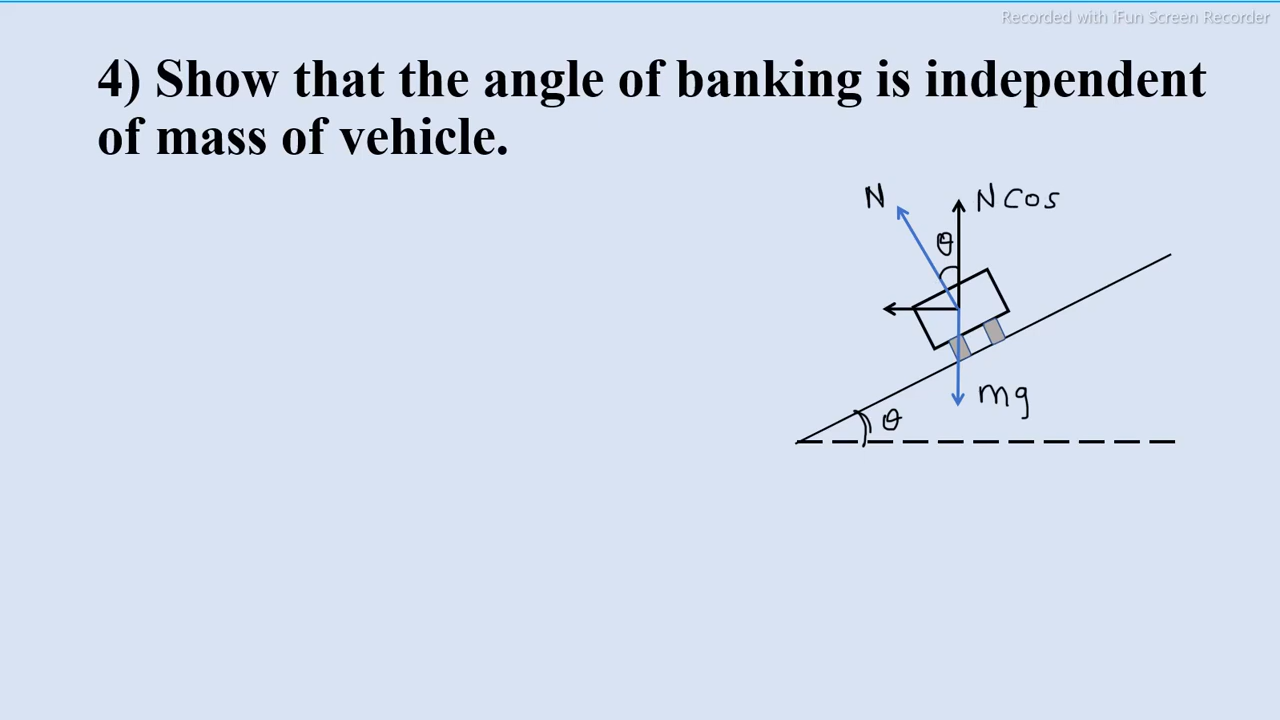 Recorded with iFun Screen Recorder
4) Show that the angle of banking is independent
of mass of vehicle.
N
N cos
θ
mg
θ